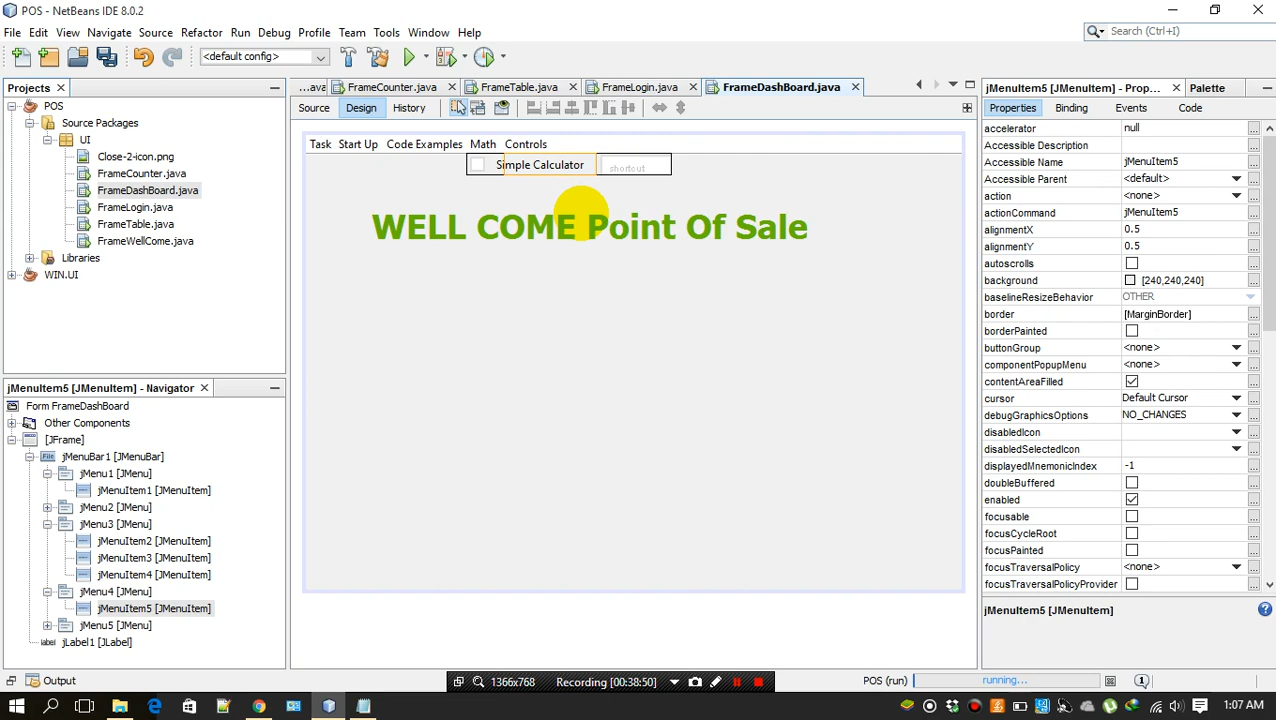 POS - NetBeans IDE 8.0.2
File Edit View Navigate Source Refactor Run Debug Profile Team Tools Window Help
Search (Ctrl+I)
<default config>
Projects
...ava FrameCounter.java FrameTable.java FrameLogin.java FrameDashBoard.java
jMenuItem5 [JMenuItem] - Prop... Palette
Source Design History
Properties Binding Events Code
POS
Source Packages
UI
Close-2-icon.png
FrameCounter.java
FrameDashBoard.java
FrameLogin.java
FrameTable.java
FrameWellCome.java
Libraries
WIN.UI
Task Start Up Code Examples Math Controls
Simple Calculator shortcut
WELL COME Point Of Sale
accelerator null ...
Accessible Description ...
Accessible Name jMenuItem5 ...
Accessible Parent <default> ...
action <none> ...
actionCommand jMenuItem5 ...
alignmentX 0.5 ...
alignmentY 0.5 ...
autoscrolls ...
background [240,240,240] ...
baselineResizeBehavior OTHER ...
border [MarginBorder] ...
borderPainted ...
buttonGroup <none> ...
componentPopupMenu <none> ...
contentAreaFilled ...
cursor Default Cursor ...
debugGraphicsOptions NO_CHANGES ...
disabledIcon ...
disabledSelectedIcon ...
displayedMnemonicIndex -1 ...
doubleBuffered ...
enabled ...
focusable ...
focusCycleRoot ...
focusPainted ...
focusTraversalPolicy <none> ...
focusTraversalPolicyProvider ...
jMenuItem5 [JMenuItem]
jMenuItem5 [JMenuItem] - Navigator
Form FrameDashBoard
Other Components
[JFrame]
jMenuBar1 [JMenuBar]
jMenu1 [JMenu]
jMenuItem1 [JMenuItem]
jMenu2 [JMenu]
jMenu3 [JMenu]
jMenuItem2 [JMenuItem]
jMenuItem3 [JMenuItem]
jMenuItem4 [JMenuItem]
jMenu4 [JMenu]
jMenuItem5 [JMenuItem]
jMenu5 [JMenu]
label jLabel1 [JLabel]
Output
1366x768 Recording [00:38:50]
POS (run) running...
1:07 AM